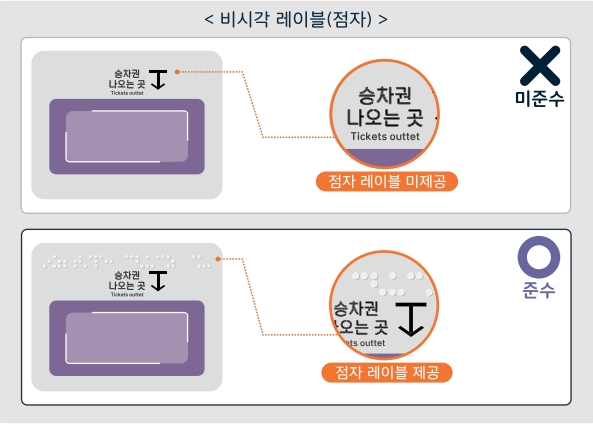 < 비시각 레이블(점자) >
승차권
나오는 곳
Tickets outtet
승차권
나오는 곳
Tickets outtet
점자 레이블 미제공
미준수
승차권
나오는 곳
Tickets outtet
승차권
나오는 곳
ets outtet
점자 레이블 제공
준수